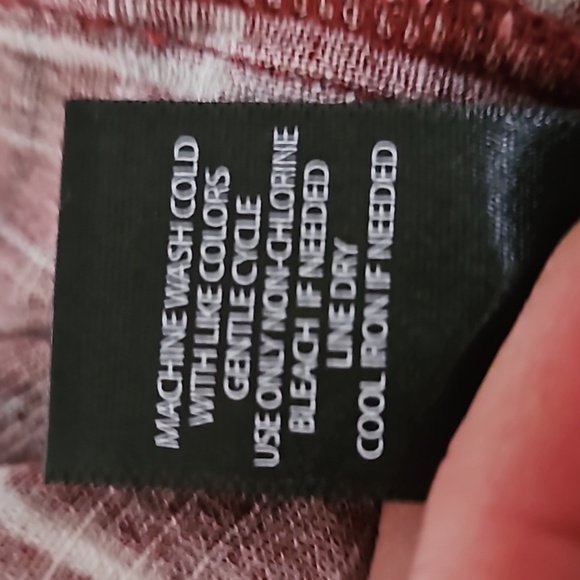 MACHINE WASH COLD
WITH LIKE COLORS
GENTLE CYCLE
USE ONLY NON-CHLORINE
BLEACH IF NEEDED
LINE DRY
COOL IRON IF NEEDED